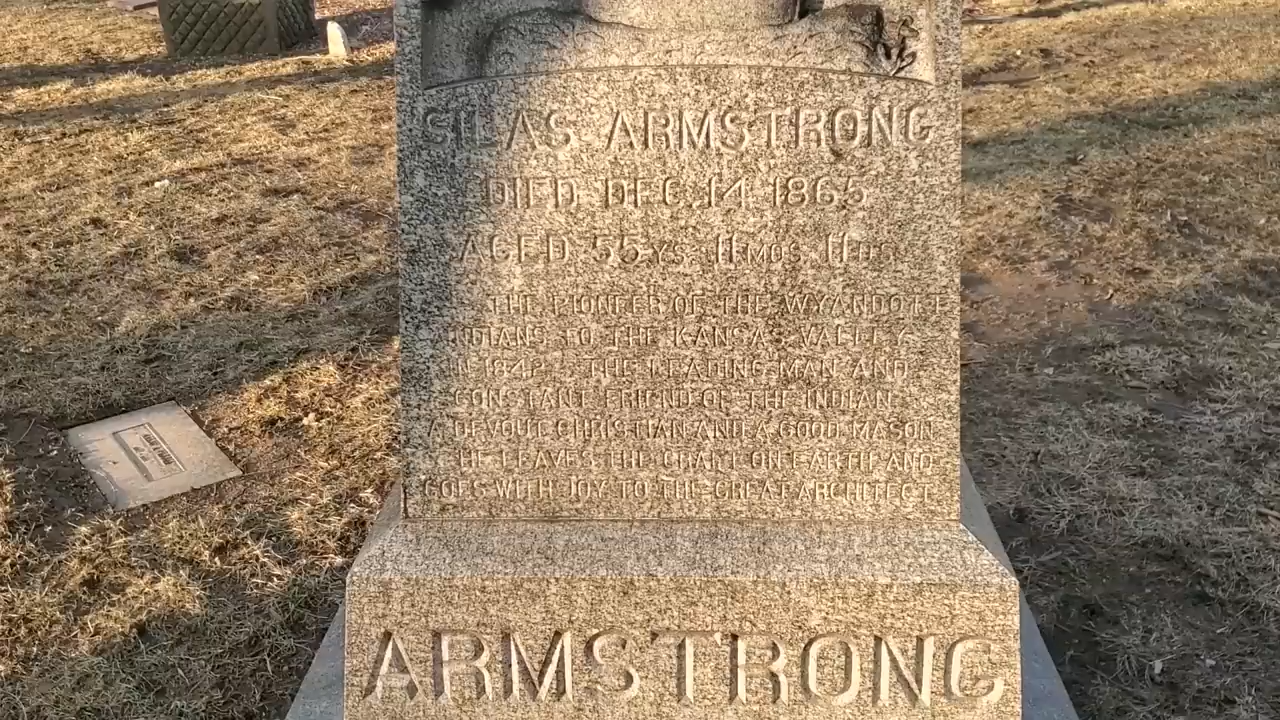 SILAS ARMSTRONG
DIED DEC. 14 1865
AGED 55 YS. 11 MOS. 11 DS.
THE PIONEER OF THE WYANDOTTE
INDIANS TO THE KANSAS VALLEY
IN THE LEADING MAN AND
CONSTANT FRIEND OF THE INDIAN
A DEVOUT CHRISTIAN AND A GOOD MASON
HE LEAVES THE CRAFT ON EARTH AND
GOES WITH JOY TO THE GREAT ARCHITECT
ARMSTRONG